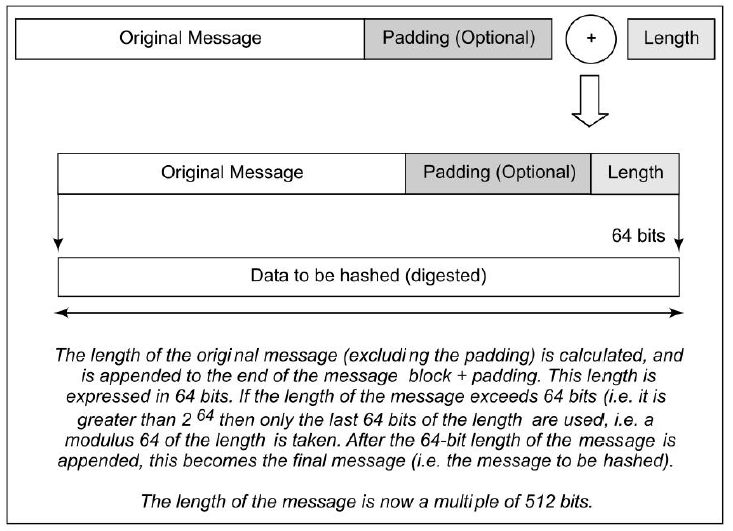 Original Message Padding (Optional) + Length
Original Message Padding (Optional) Length
64 bits
Data to be hashed (digested)
The length of the original message (excluding the padding) is calculated, and
is appended to the end of the message block + padding. This length is
expressed in 64 bits. If the length of the message exceeds 64 bits (i.e. it is
greater than 2 64 then only the last 64 bits of the length are used, i.e. a
modulus 64 of the length is taken. After the 64-bit length of the message is
appended, this becomes the final message (i.e. the message to be hashed).
The length of the message is now a multiple of 512 bits.